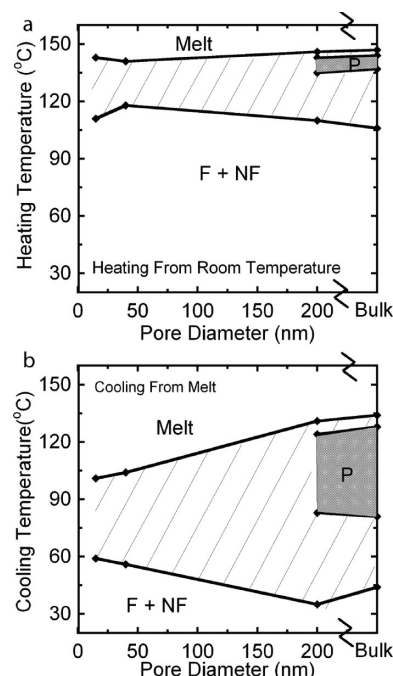 a
150
Melt
P
120
90
F + NF
60
30
Heating From Room Temperature
0
50
100
150
200
Bulk
Heating Temperature (°C)
Pore Diameter (nm)
b
150
Cooling From Melt
Melt
120
90
P
60
F + NF
30
0
50
100
150
200
Bulk
Cooling Temperature(°C)
Pore Diameter (nm)